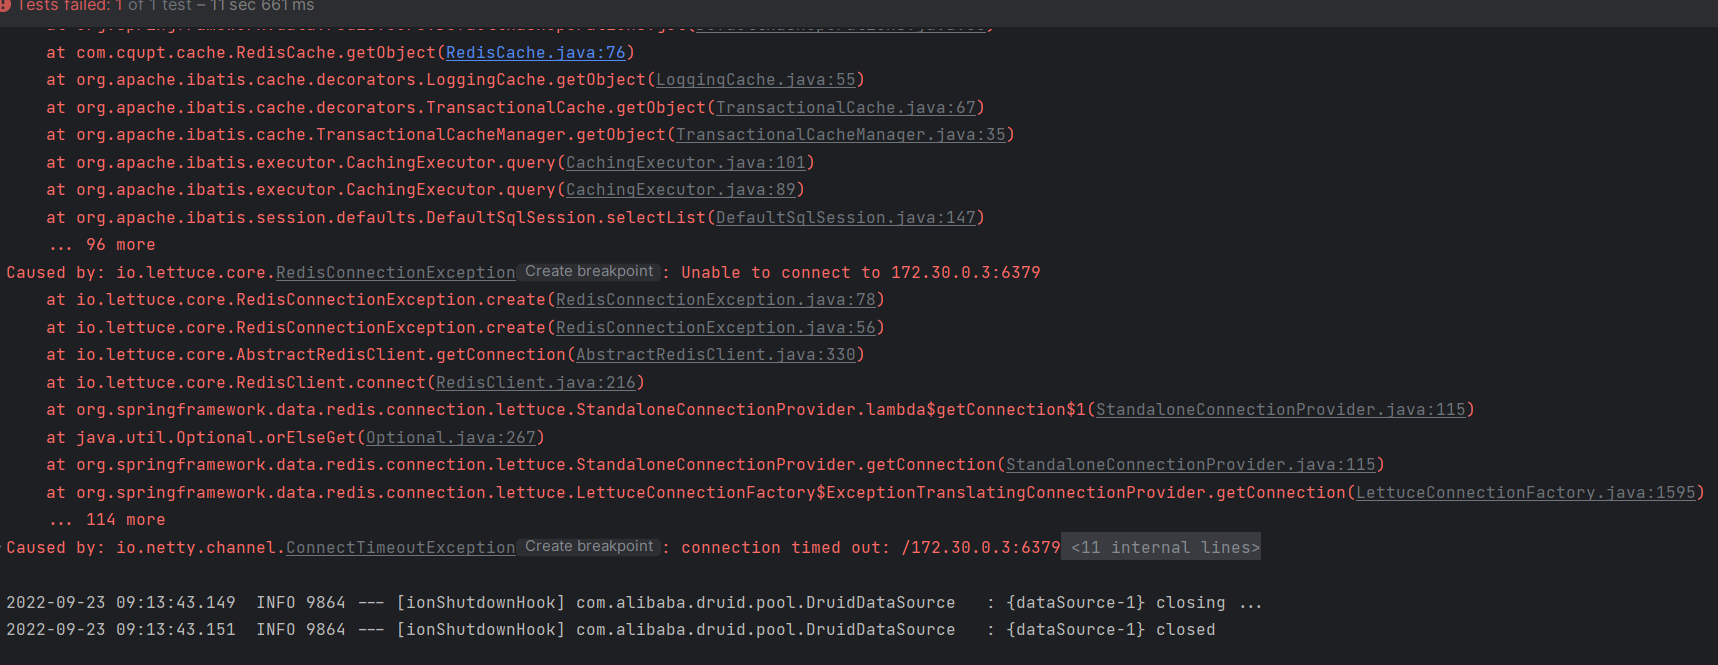 Tests failed: 1 of 1 test – 11 sec 661 ms
at com.cqupt.cache.RedisCache.getObject(RedisCache.java:76)
at org.apache.ibatis.cache.decorators.LoggingCache.getObject(LoggingCache.java:55)
at org.apache.ibatis.cache.decorators.TransactionalCache.getObject(TransactionalCache.java:67)
at org.apache.ibatis.cache.TransactionalCacheManager.getObject(TransactionalCacheManager.java:35)
at org.apache.ibatis.executor.CachingExecutor.query(CachingExecutor.java:101)
at org.apache.ibatis.executor.CachingExecutor.query(CachingExecutor.java:89)
at org.apache.ibatis.session.defaults.DefaultSqlSession.selectList(DefaultSqlSession.java:147)
... 96 more
Caused by: io.lettuce.core.RedisConnectionException Create breakpoint : Unable to connect to 172.30.0.3:6379
at io.lettuce.core.RedisConnectionException.create(RedisConnectionException.java:78)
at io.lettuce.core.RedisConnectionException.create(RedisConnectionException.java:56)
at io.lettuce.core.AbstractRedisClient.getConnection(AbstractRedisClient.java:330)
at io.lettuce.core.RedisClient.connect(RedisClient.java:216)
at org.springframework.data.redis.connection.lettuce.StandaloneConnectionProvider.lambda$getConnection$1(StandaloneConnectionProvider.java:115)
at java.util.Optional.orElseGet(Optional.java:267)
at org.springframework.data.redis.connection.lettuce.StandaloneConnectionProvider.getConnection(StandaloneConnectionProvider.java:115)
at org.springframework.data.redis.connection.lettuce.LettuceConnectionFactory$ExceptionTranslatingConnectionProvider.getConnection(LettuceConnectionFactory.java:1595)
... 114 more
Caused by: io.netty.channel.ConnectTimeoutException Create breakpoint : connection timed out: /172.30.0.3:6379 <11 internal lines>
2022-09-23 09:13:43.149  INFO 9864 --- [ionShutdownHook] com.alibaba.druid.pool.DruidDataSource   : {dataSource-1} closing ...
2022-09-23 09:13:43.151  INFO 9864 --- [ionShutdownHook] com.alibaba.druid.pool.DruidDataSource   : {dataSource-1} closed